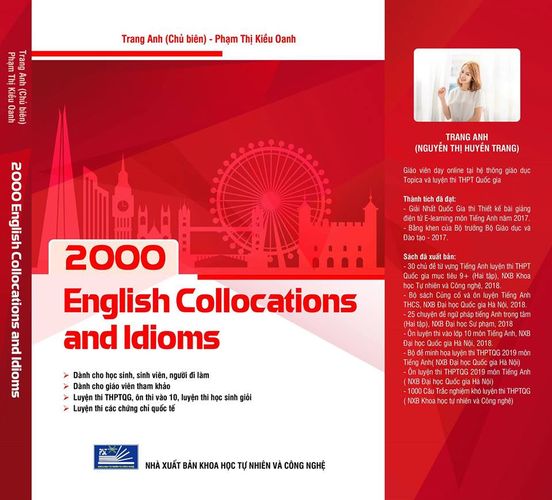 Trang Anh (Chủ biên)
Phạm Thị Kiều Oanh
2000 English Collocations and Idioms
Trang Anh (Chủ biên) - Phạm Thị Kiều Oanh
2000
English Collocations
and Idioms
Dành cho học sinh, sinh viên, người đi làm
Dành cho giáo viên tham khảo
Luyện thi THPTQG, ôn thi vào 10, luyện thi học sinh giỏi
Luyện thi các chứng chỉ quốc tế
NHÀ XUẤT BẢN KHOA HỌC TỰ NHIÊN VÀ CÔNG NGHỆ
TRANG ANH
(NGUYỄN THỊ HUYỀN TRANG)
Giáo viên dạy online tại hệ thống giáo dục
Topica và luyện thi THPT Quốc gia
Thành tích đã đạt:
- Giải Nhất Quốc Gia thi Thiết kế bài giảng
điện tử E-learning môn Tiếng Anh năm 2017.
- Bằng khen của Bộ trưởng Bộ Giáo dục và
Đào tạo - 2017.
Sách đã xuất bản:
- 30 chủ đề từ vựng Tiếng Anh luyện thi THPT
Quốc gia mục tiêu 9+ (Hai tập), NXB Khoa
học Tự nhiên và Công nghệ, 2018.
- Bộ sách Củng cố và ôn luyện Tiếng Anh
THCS, NXB Đại học Quốc gia Hà Nội, 2018.
- 25 chuyên đề ngữ pháp tiếng Anh trọng tâm
(Hai tập), NXB Đại học Sư phạm, 2018
- Ôn luyện thi vào lớp 10 môn Tiếng Anh, NXB
Đại học Quốc gia Hà Nội, 2018.
- Bộ đề minh họa luyện thi THPTQG 2019 môn
Tiếng Anh( NXB Đại học Quốc gia Hà Nội)
- Ôn luyện thi THPTQG 2019 môn Tiếng Anh
( NXB Đại học Quốc gia Hà Nội)
- 1000 Câu Trắc nghiệm khó luyện thi THPTQG
( NXB Khoa học tự nhiên và Công nghệ)